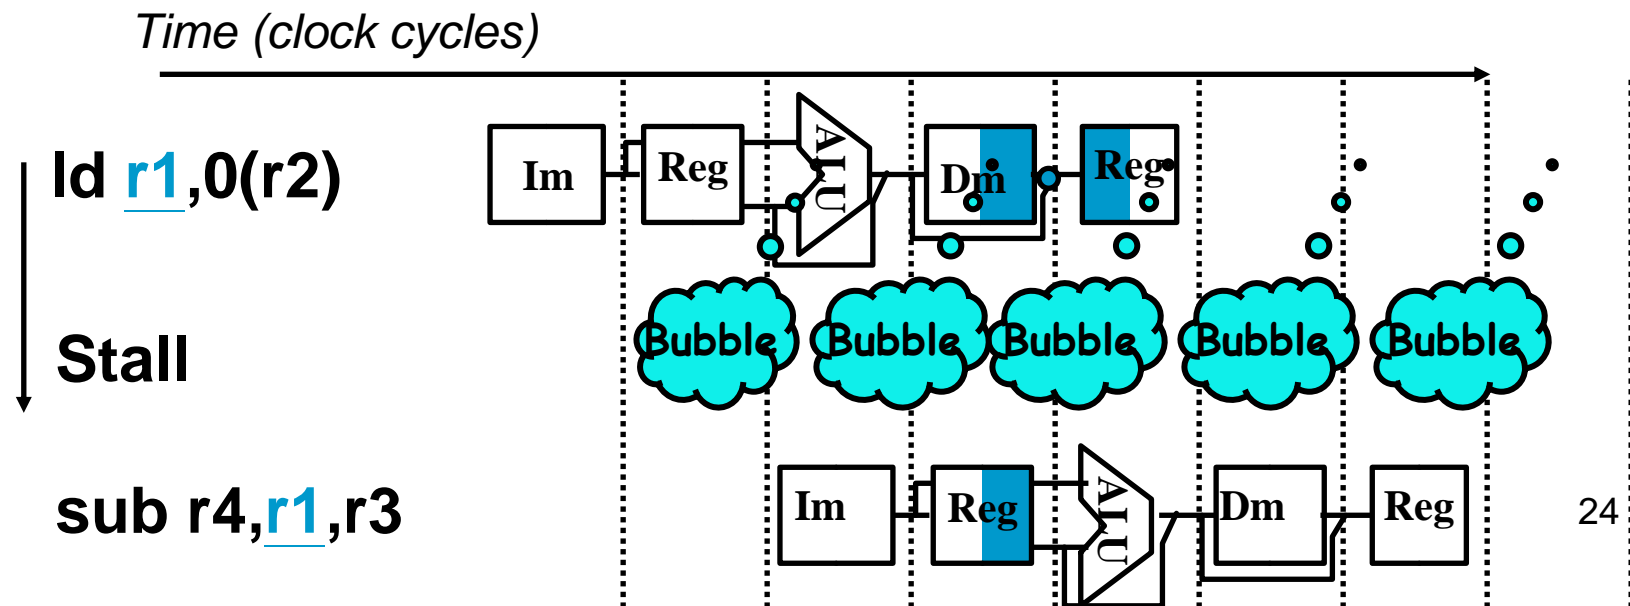 Time (clock cycles)
ld r1,0(r2)
Im Reg ALU Dm Reg
Stall
Bubble Bubble Bubble Bubble Bubble
sub r4,r1,r3
Im Reg ALU Dm Reg
24